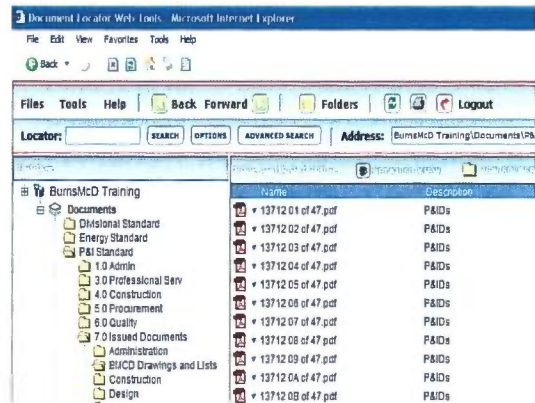 Document Locator Web Tools - Microsoft Internet Explorer
File Edit View Favorites Tools Help
Back
Files Tools Help Back Forward Folders Logout
Locator: SEARCH OPTIONS ADVANCED SEARCH Address: BurnsMcD Training\Documents\P&
Name Description
BurnsMcD Training
Documents
Divisional Standard
Energy Standard
P&I Standard
1.0 Admin
3.0 Professional Serv
4.0 Construction
5.0 Procurement
6.0 Quality
7.0 Issued Documents
Administration
BMCD Drawings and Lists
Construction
Design
13712 01 of 47.pdf P&IDs
13712 02 of 47.pdf P&IDs
13712 03 of 47.pdf P&IDs
13712 04 of 47.pdf P&IDs
13712 05 of 47.pdf P&IDs
13712 06 of 47.pdf P&IDs
13712 07 of 47.pdf P&IDs
13712 08 of 47.pdf P&IDs
13712 09 of 47.pdf P&IDs
13712 0A of 47.pdf P&IDs
13712 0B of 47.pdf P&IDs